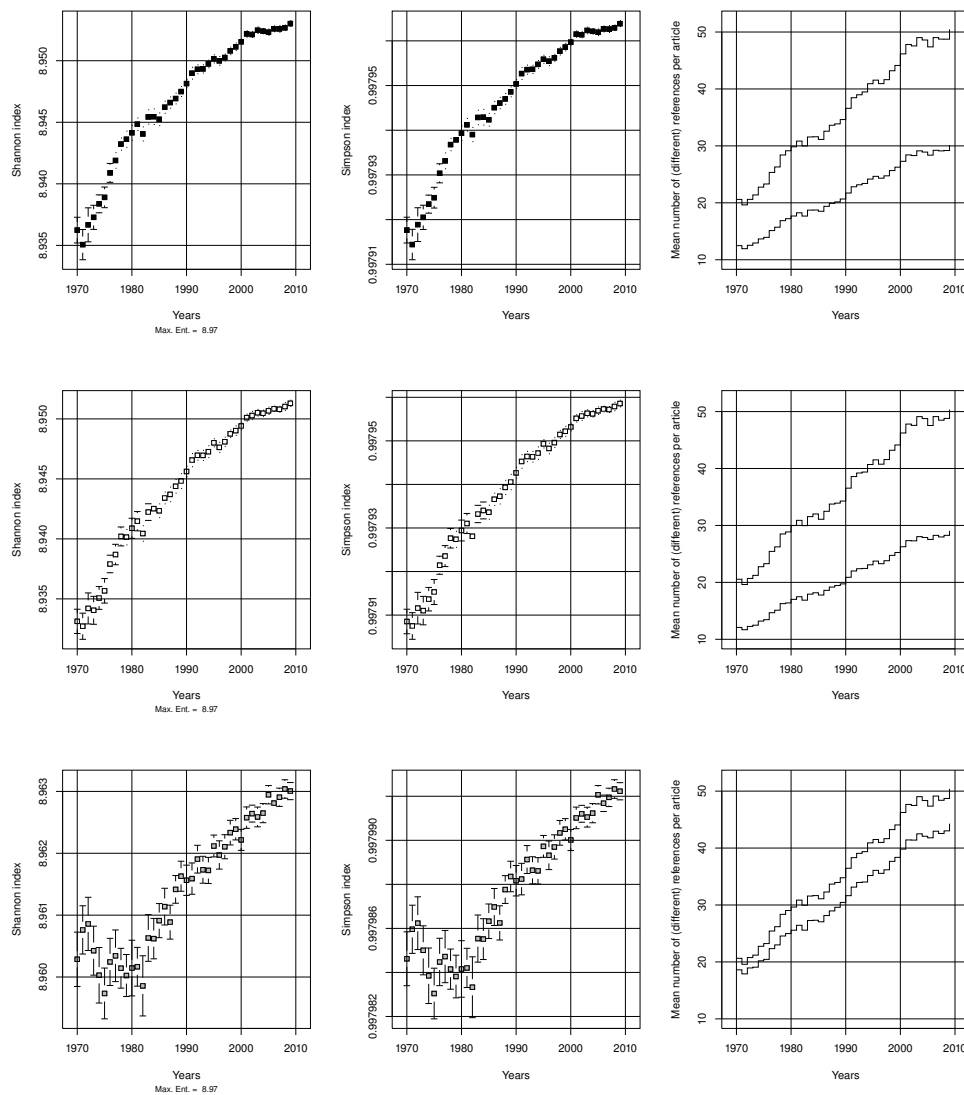 Shannon index
8.935 8.940 8.945 8.950
1970 1980 1990 2000 2010
Years
Max. Ent. = 8.97
Simpson index
0.99791 0.99793 0.99795
1970 1980 1990 2000 2010
Years
Mean number of (different) references per article
10 20 30 40 50
1970 1980 1990 2000 2010
Years
Shannon index
8.935 8.940 8.945 8.950
1970 1980 1990 2000 2010
Years
Max. Ent. = 8.97
Simpson index
0.99791 0.99793 0.99795
1970 1980 1990 2000 2010
Years
Mean number of (different) references per article
10 20 30 40 50
1970 1980 1990 2000 2010
Years
Shannon index
8.960 8.961 8.962 8.963
1970 1980 1990 2000 2010
Years
Max. Ent. = 8.97
Simpson index
0.997982 0.997986 0.997990
1970 1980 1990 2000 2010
Years
Mean number of (different) references per article
10 20 30 40 50
1970 1980 1990 2000 2010
Years